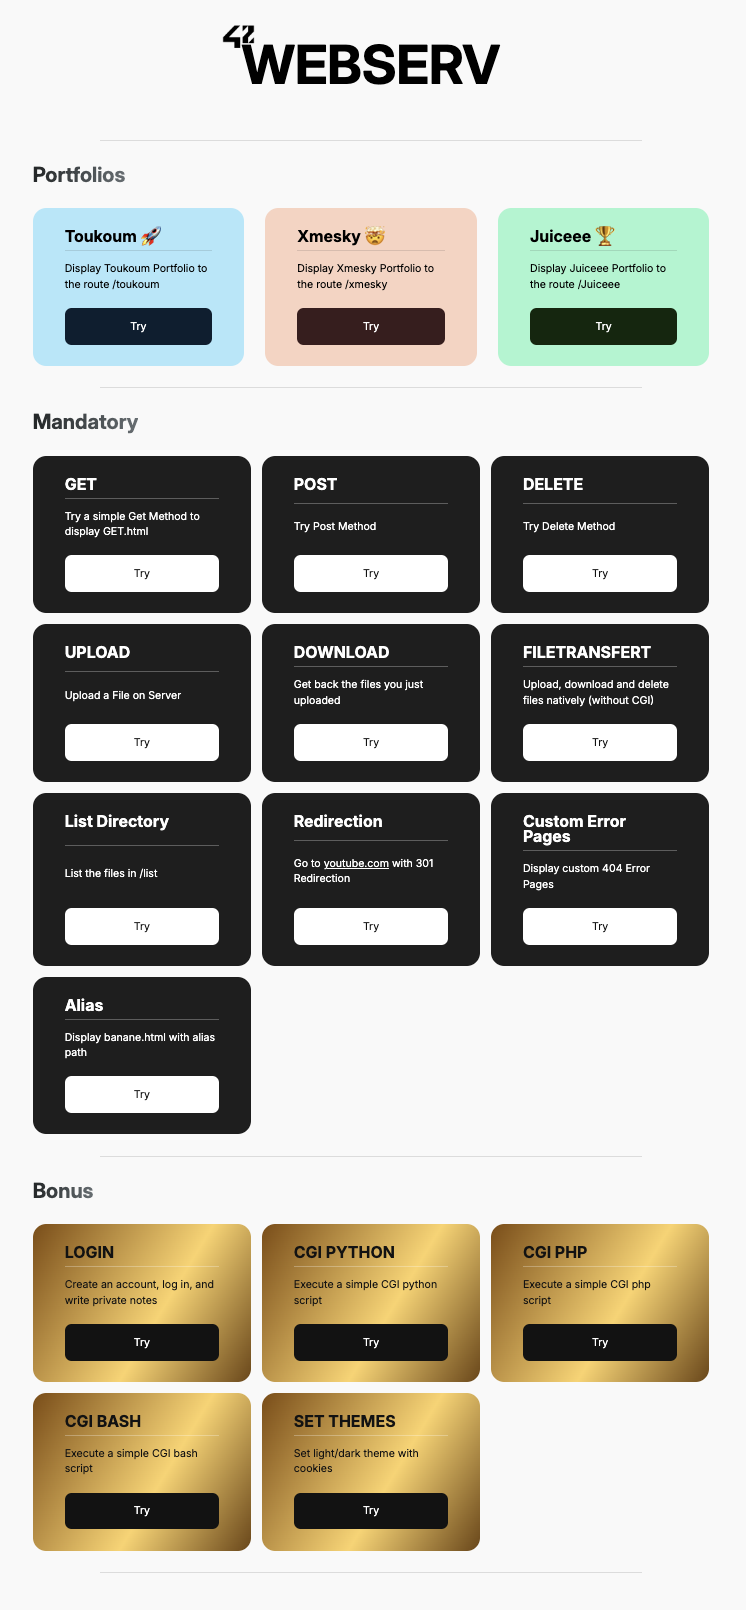 42
WEBSERV
Portfolios
Toukoum 🚀
Display Toukoum Portfolio to
the route /toukoum
Try
Xmesky 🤯
Display Xmesky Portfolio to
the route /xmesky
Try
Juiceee 🏆
Display Juiceee Portfolio to
the route /Juiceee
Try
Mandatory
GET
Try a simple Get Method to
display GET.html
Try
POST
Try Post Method
Try
DELETE
Try Delete Method
Try
UPLOAD
Upload a File on Server
Try
DOWNLOAD
Get back the files you just
uploaded
Try
FILETRANSFERT
Upload, download and delete
files natively (without CGI)
Try
List Directory
List the files in /list
Try
Redirection
Go to youtube.com with 301
Redirection
Try
Custom Error
Pages
Display custom 404 Error
Pages
Try
Alias
Display banane.html with alias
path
Try
Bonus
LOGIN
Create an account, log in, and
write private notes
Try
CGI PYTHON
Execute a simple CGI python
script
Try
CGI PHP
Execute a simple CGI php
script
Try
CGI BASH
Execute a simple CGI bash
script
Try
SET THEMES
Set light/dark theme with
cookies
Try